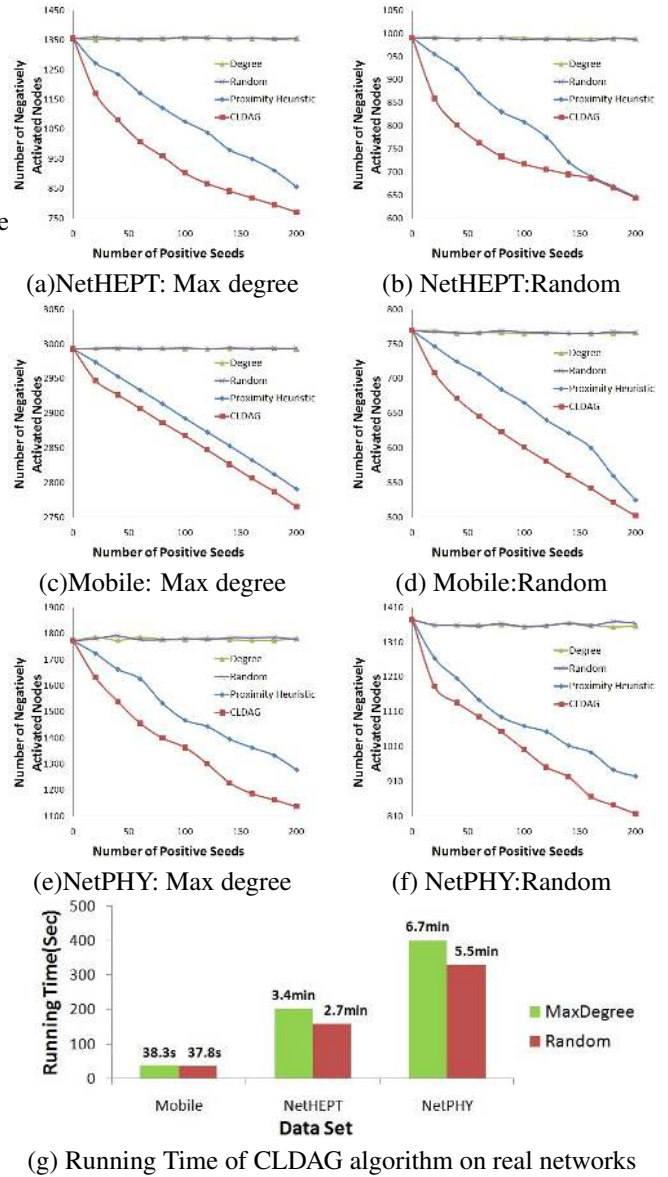 1450
1350
1250
1150
1050
950
850
750
Number of Negatively
Activated Nodes
Degree
Random
Proximity Heuristic
CLDAG
0 50 100 150 200
Number of Positive Seeds
(a)NetHEPT: Max degree
1050
1000
950
900
850
800
750
700
650
600
Number of Negatively
Activated Nodes
Degree
Random
Proximity Heuristic
CLDAG
0 50 100 150 200
Number of Positive Seeds
(b) NetHEPT:Random
e
3050
3000
2950
2900
2850
2800
2750
Number of Negatively
Activated Nodes
Degree
Random
Proximity Heuristic
CLDAG
0 50 100 150 200
Number of Positive Seeds
(c)Mobile: Max degree
800
750
700
650
600
550
500
Number of Negatively
Activated Nodes
Degree
Random
Proximity Heuristic
CLDAG
0 50 100 150 200
Number of Positive Seeds
(d) Mobile:Random
1900
1800
1700
1600
1500
1400
1300
1200
1100
Number of Negatively
Activated Nodes
Degree
Random
Proximity Heuristic
CLDAG
0 50 100 150 200
Number of Positive Seeds
(e)NetPHY: Max degree
1410
1310
1210
1110
1010
910
810
Number of Negatively
Activated Nodes
Degree
Random
Proximity Heuristic
CLDAG
0 50 100 150 200
Number of Positive Seeds
(f) NetPHY:Random
500
400
300
200
100
0
Running Time(Sec)
38.3s 37.8s
3.4min 2.7min
6.7min 5.5min
MaxDegree
Random
Mobile NetHEPT NetPHY
Data Set
(g) Running Time of CLDAG algorithm on real networks